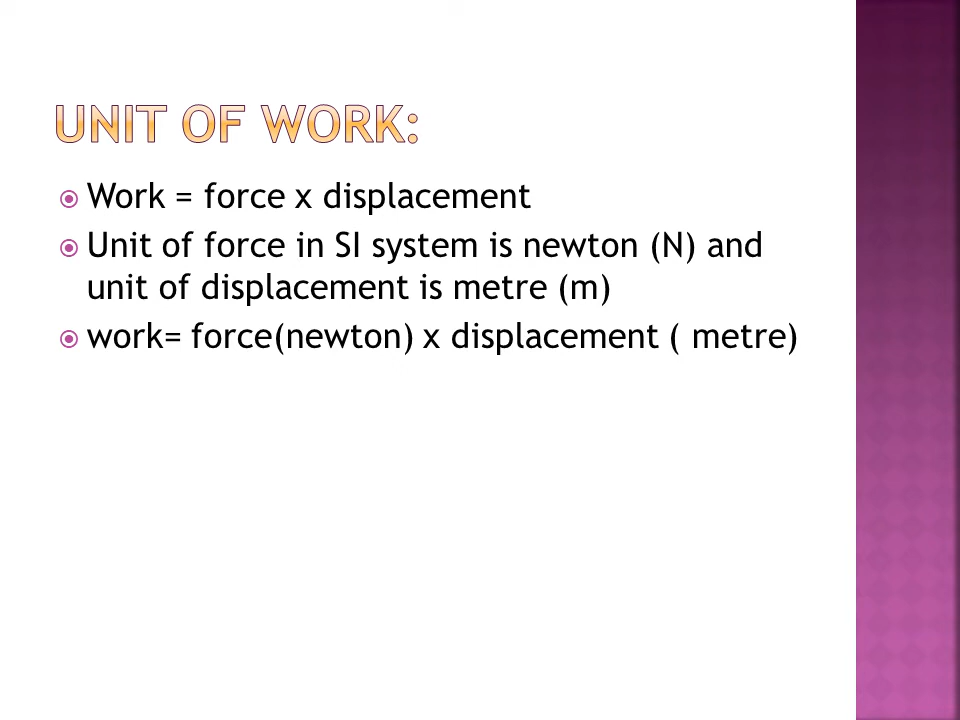 UNIT OF WORK:
Work = force x displacement
Unit of force in SI system is newton (N) and
unit of displacement is metre (m)
work= force(newton) x displacement ( metre)